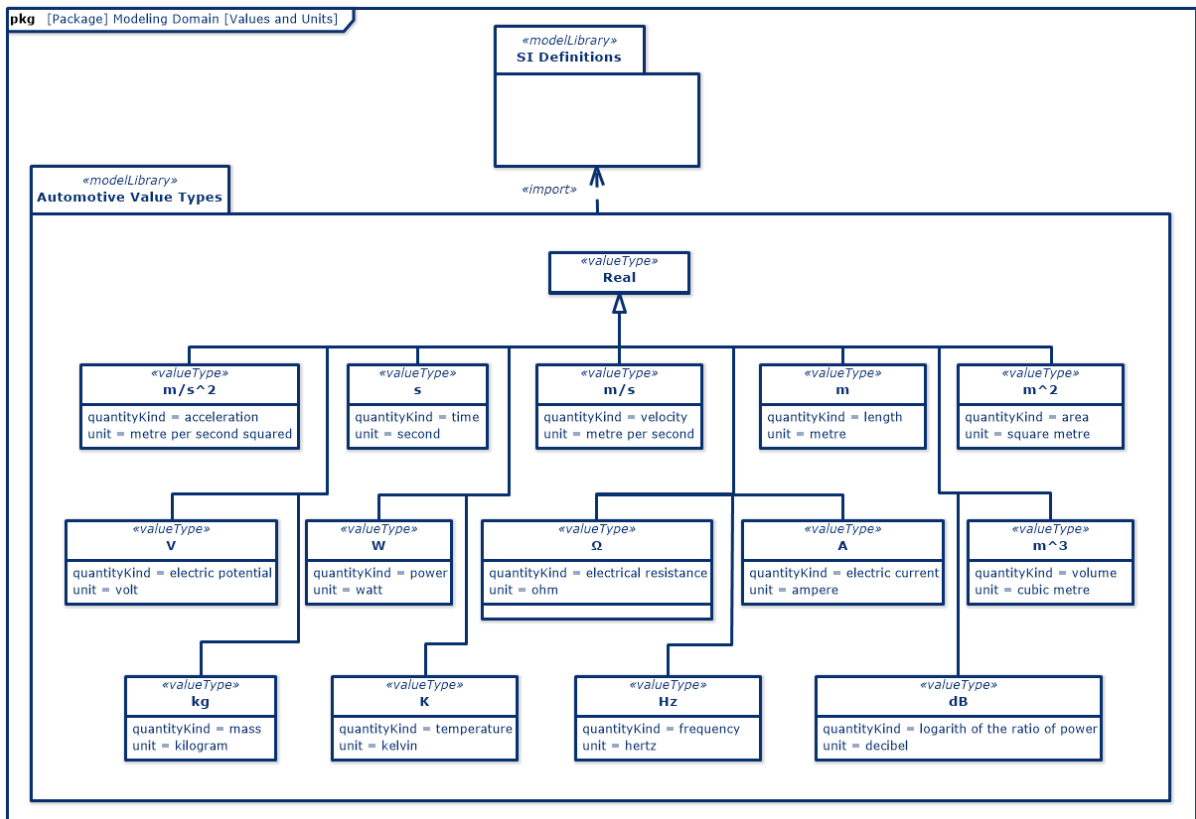 pkg [Package] Modeling Domain [Values and Units]
«modelLibrary»
SI Definitions
«modelLibrary»
Automotive Value Types
«import»
«valueType»
Real
«valueType»
m/s^2
quantityKind = acceleration
unit = metre per second squared
«valueType»
s
quantityKind = time
unit = second
«valueType»
m/s
quantityKind = velocity
unit = metre per second
«valueType»
m
quantityKind = length
unit = metre
«valueType»
m^2
quantityKind = area
unit = square metre
«valueType»
V
quantityKind = electric potential
unit = volt
«valueType»
W
quantityKind = power
unit = watt
«valueType»
Ω
quantityKind = electrical resistance
unit = ohm
«valueType»
A
quantityKind = electric current
unit = ampere
«valueType»
m^3
quantityKind = volume
unit = cubic metre
«valueType»
kg
quantityKind = mass
unit = kilogram
«valueType»
K
quantityKind = temperature
unit = kelvin
«valueType»
Hz
quantityKind = frequency
unit = hertz
«valueType»
dB
quantityKind = logarith of the ratio of power
unit = decibel